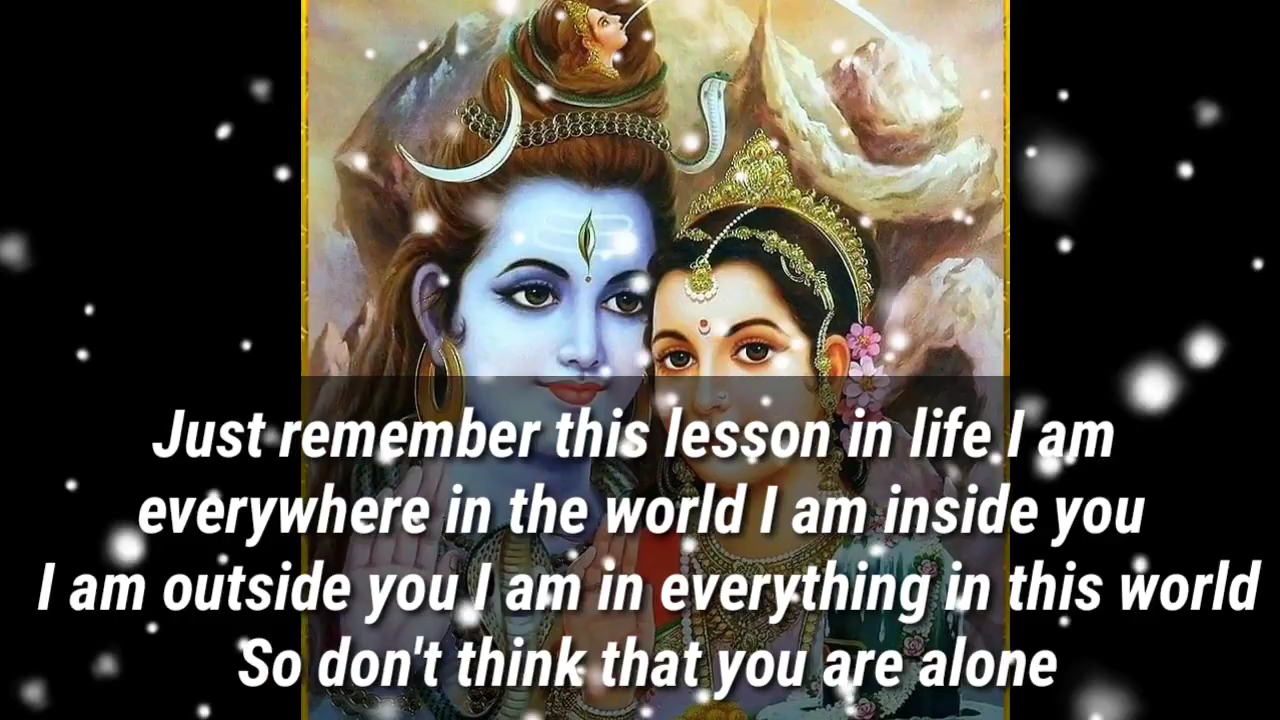 Just remember this lesson in life I am
everywhere in the world I am inside you
I am outside you I am in everything in this world
So don't think that you are alone